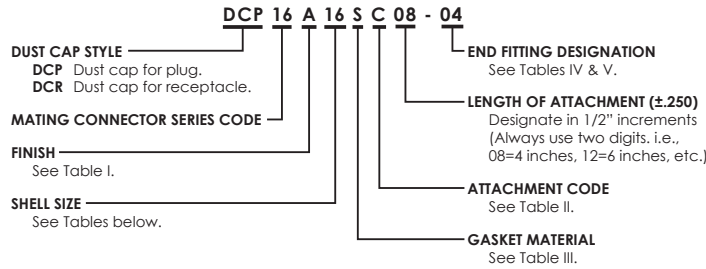 DCP 16 A 16 S C 08 - 04
DUST CAP STYLE
DCP Dust cap for plug.
DCR Dust cap for receptacle.
MATING CONNECTOR SERIES CODE
FINISH
See Table I.
SHELL SIZE
See Tables below.
END FITTING DESIGNATION
See Tables IV & V.
LENGTH OF ATTACHMENT (±.250)
Designate in 1/2" increments
(Always use two digits. i.e.,
08=4 inches, 12=6 inches, etc.)
ATTACHMENT CODE
See Table II.
GASKET MATERIAL
See Table III.